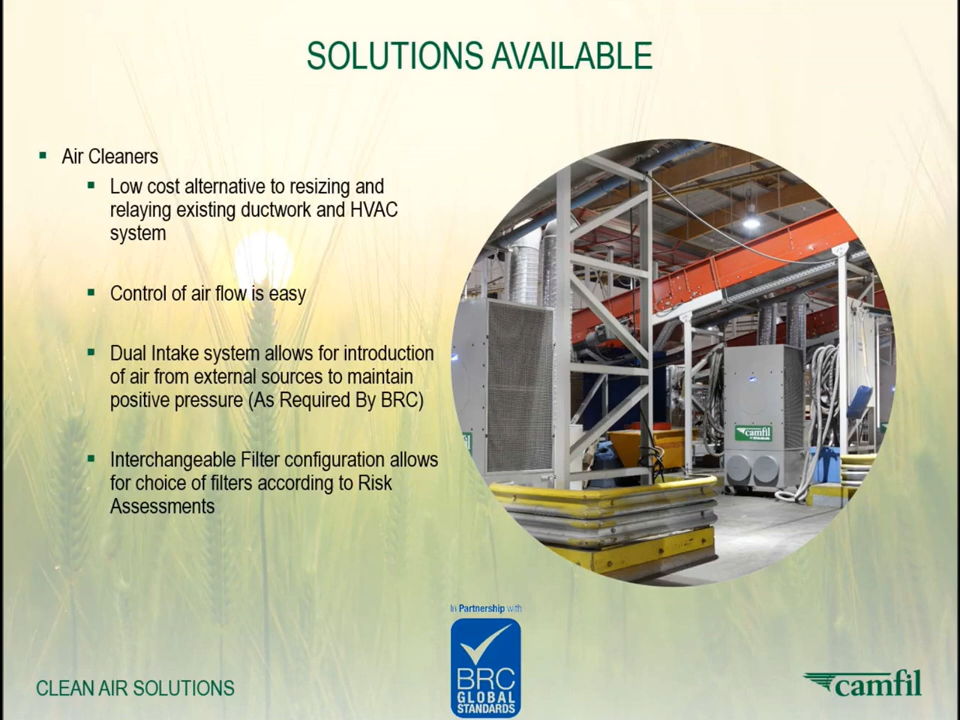 SOLUTIONS AVAILABLE
Air Cleaners
Low cost alternative to resizing and
relaying existing ductwork and HVAC
system
Control of air flow is easy
Dual Intake system allows for introduction
of air from external sources to maintain
positive pressure (As Required By BRC)
Interchangeable Filter configuration allows
for choice of filters according to Risk
Assessments
camfil
In Partnership with
BRC
GLOBAL
STANDARDS
CLEAN AIR SOLUTIONS
camfil